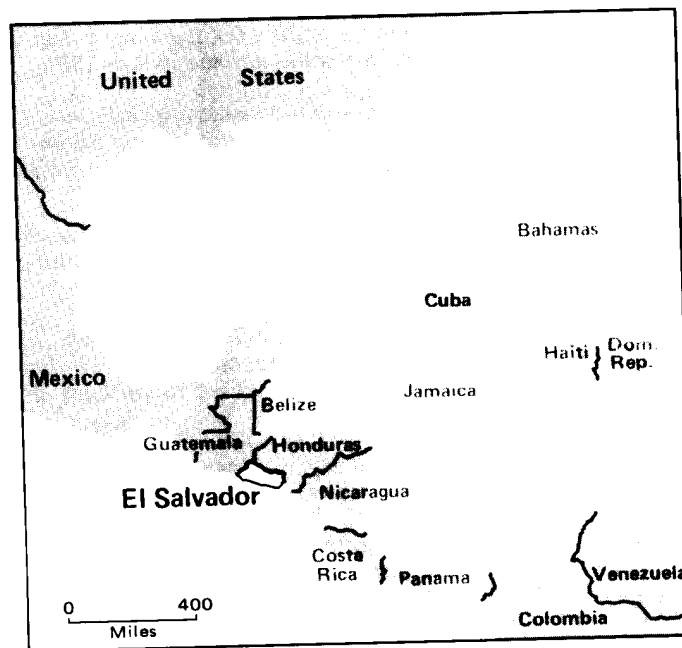 United States
Bahamas
Cuba
Haiti
Dom.
Rep.
Mexico
Jamaica
Belize
Guatemala
Honduras
El Salvador
Nicaragua
Costa
Rica
Panama
Venezuela
Colombia
0 400
Miles